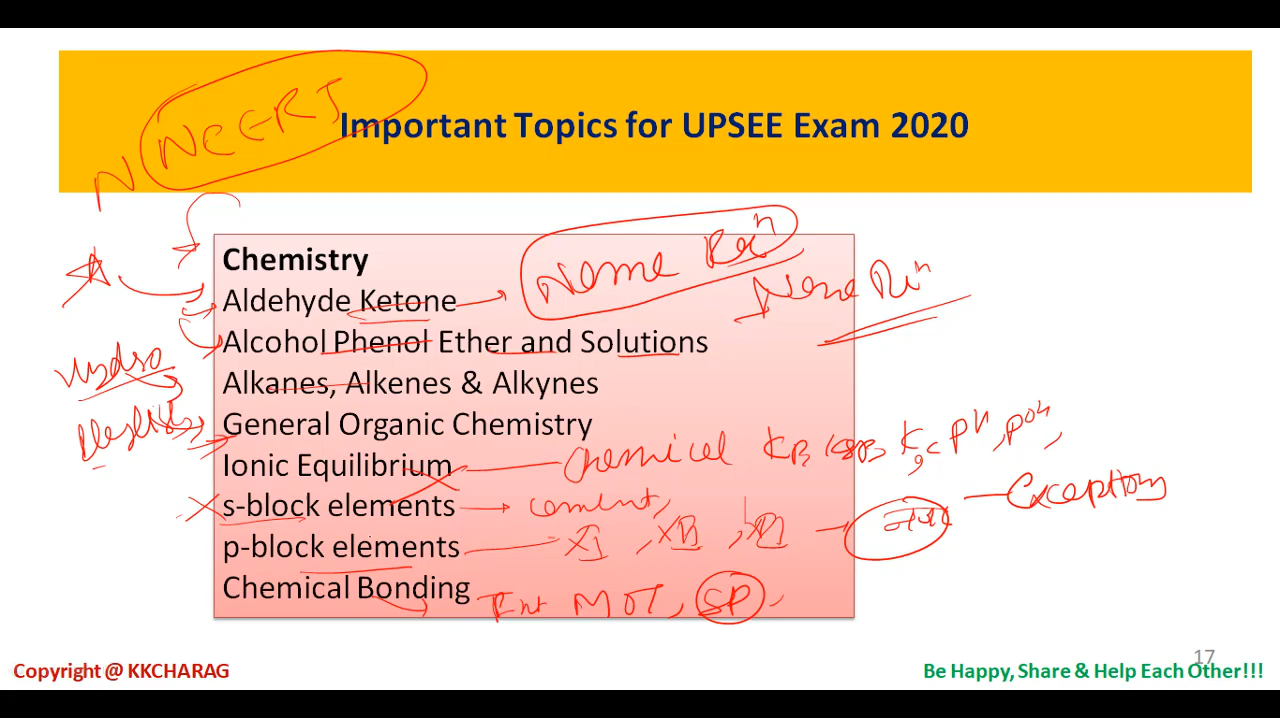 NCERT
N
Important Topics for UPSEE Exam 2020
Chemistry
Name Rxⁿ
Name Rxⁿ
Aldehyde Ketone
Alcohol Phenol Ether and Solutions
Alkanes, Alkenes & Alkynes
General Organic Chemistry
Ionic Equilibrium
Chemical
s-block elements
cement,
Exceptions
p-block elements
Chemical Bonding
MOT, SP
17
Copyright @ KKCHARAG
Be Happy, Share & Help Each Other!!!